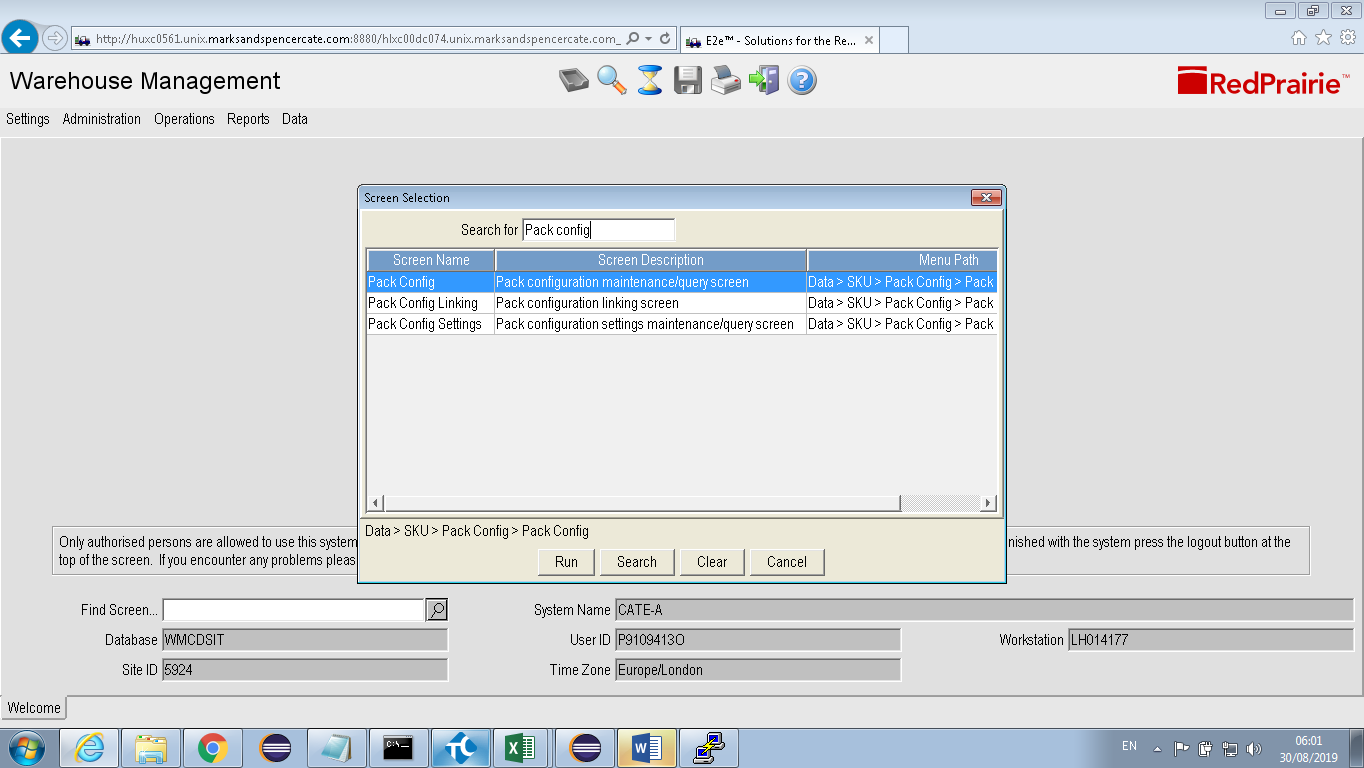 http://huxc0561.unix.marksandspencercate.com:8880/hlxc00dc074.unix.marksandspencercate.com_
E2e™ - Solutions for the Re...
Warehouse Management
RedPrairie™
Settings Administration Operations Reports Data
Screen Selection
Search for Pack config
Screen Name Screen Description Menu Path
Pack Config Pack configuration maintenance/query screen Data > SKU > Pack Config > Pack
Pack Config Linking Pack configuration linking screen Data > SKU > Pack Config > Pack
Pack Config Settings Pack configuration settings maintenance/query screen Data > SKU > Pack Config > Pack
Data > SKU > Pack Config > Pack Config
Run Search Clear Cancel
Only authorised persons are allowed to use this system nished with the system press the logout button at the
top of the screen. If you encounter any problems pleas
Find Screen... System Name CATE-A
Database WMCDSIT User ID P9109413O Workstation LH014177
Site ID 5924 Time Zone Europe/London
Welcome
C:\
W
EN
06:01
30/08/2019